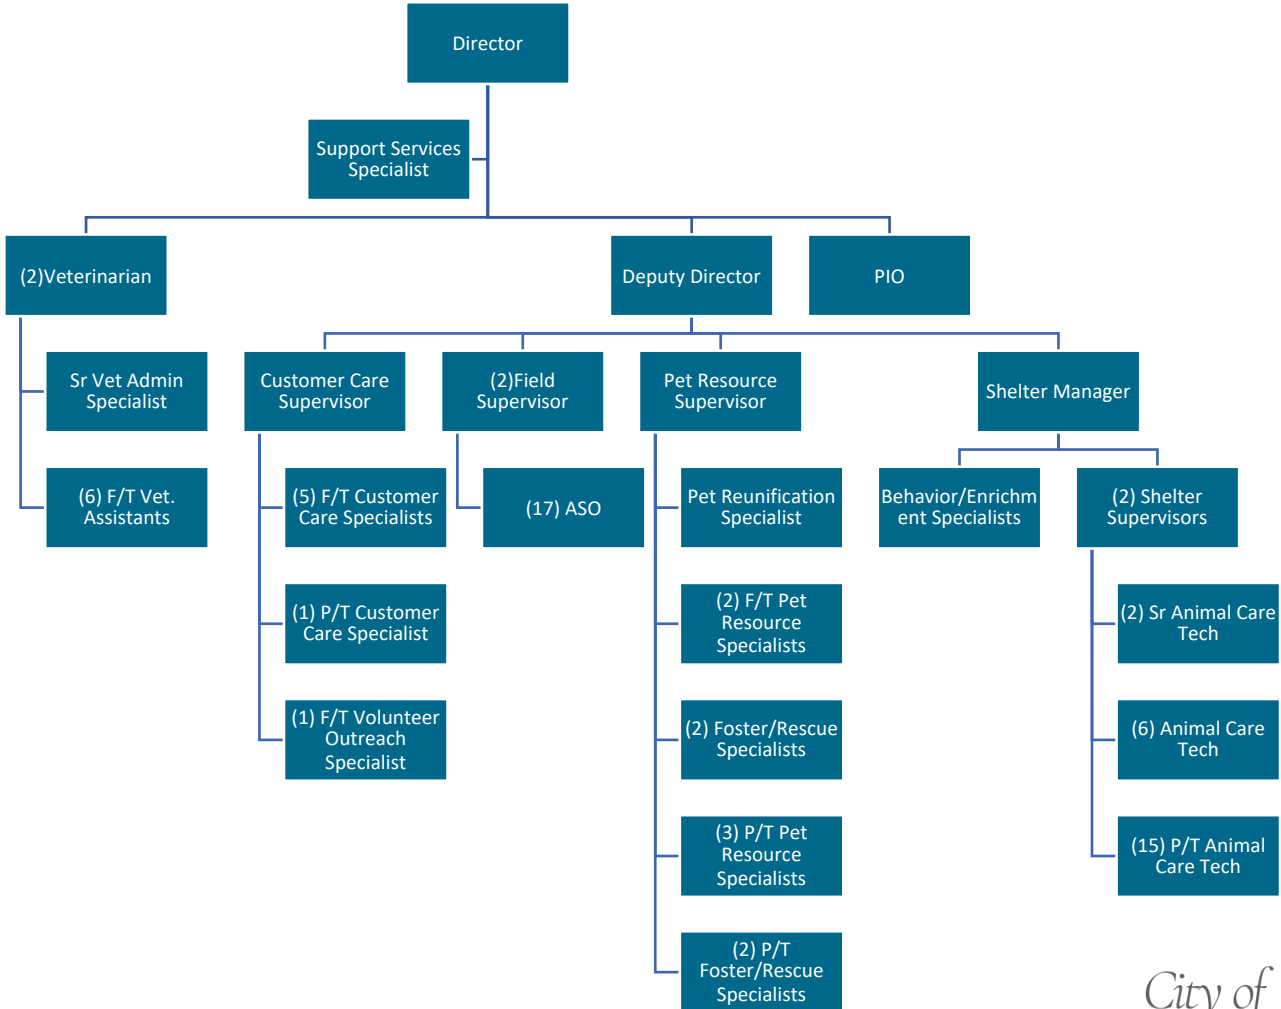 Director
Support Services
Specialist
(2)Veterinarian
Deputy Director
PIO
Sr Vet Admin
Specialist
Customer Care
Supervisor
(2)Field
Supervisor
Pet Resource
Supervisor
Shelter Manager
(6) F/T Vet.
Assistants
(5) F/T Customer
Care Specialists
(17) ASO
Pet Reunification
Specialist
Behavior/Enrichm
ent Specialists
(2) Shelter
Supervisors
(1) P/T Customer
Care Specialist
(2) F/T Pet
Resource
Specialists
(2) Sr Animal Care
Tech
(1) F/T Volunteer
Outreach
Specialist
(2) Foster/Rescue
Specialists
(6) Animal Care
Tech
(3) P/T Pet
Resource
Specialists
(15) P/T Animal
Care Tech
(2) P/T
Foster/Rescue
Specialists
City of